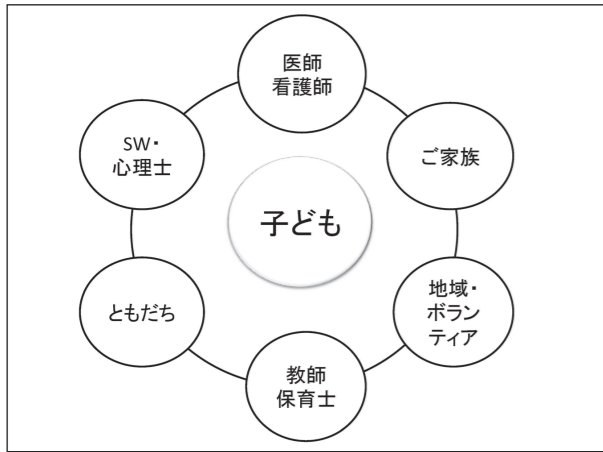 医師
看護師
SW・
心理士
ご家族
子ども
ともだち
地域・
ボラン
ティア
教師
保育士